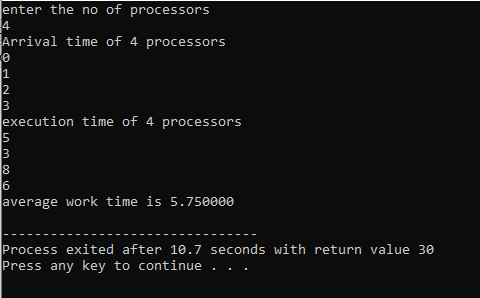 enter the no of processors
4
Arrival time of 4 processors
0
1
2
3
execution time of 4 processors
5
3
8
6
average work time is 5.750000
--------------------------------
Process exited after 10.7 seconds with return value 30
Press any key to continue . . .